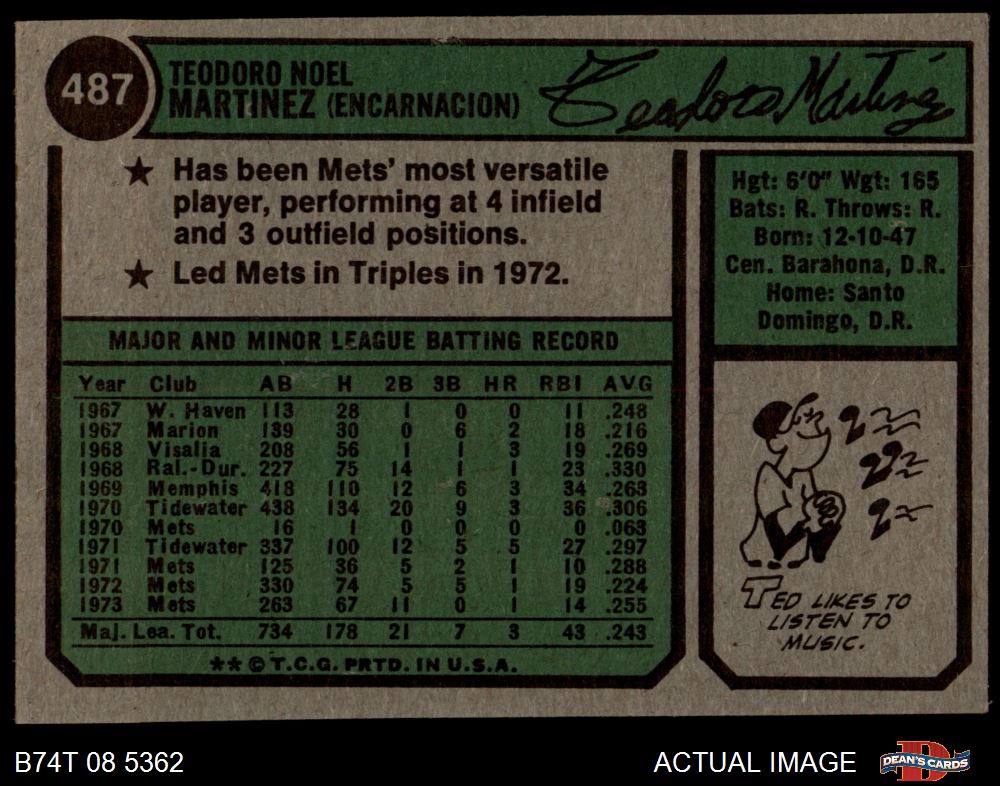 487
TEODORO NOEL
MARTINEZ (ENCARNACION)
Teodoro Martinez
★ Has been Mets' most versatile
player, performing at 4 infield
and 3 outfield positions.
★ Led Mets in Triples in 1972.
Hgt: 6'0" Wgt: 165
Bats: R. Throws: R.
Born: 12-10-47
Cen. Barahona, D.R.
Home: Santo
Domingo, D.R.
MAJOR AND MINOR LEAGUE BATTING RECORD
Year Club AB H 2B 3B HR RBI AVG
1967 W. Haven 113 28 1 0 0 11 .248
1967 Marion 139 30 0 6 2 18 .216
1968 Visalia 208 56 1 1 3 19 .269
1968 Ral.-Dur. 227 75 14 1 1 23 .330
1969 Memphis 418 110 12 6 3 34 .263
1970 Tidewater 438 134 20 9 3 36 .306
1970 Mets 16 1 0 0 0 0 .063
1971 Tidewater 337 100 12 5 5 27 .297
1971 Mets 125 36 5 2 1 10 .288
1972 Mets 330 74 5 5 1 19 .224
1973 Mets 263 67 11 0 1 14 .255
Maj. Lea. Tot. 734 178 21 7 3 43 .243
** © T.C.G. PRTD. IN U.S.A.
TED LIKES TO
LISTEN TO
MUSIC.
B74T 08 5362
ACTUAL IMAGE
D
DEAN'S CARDS